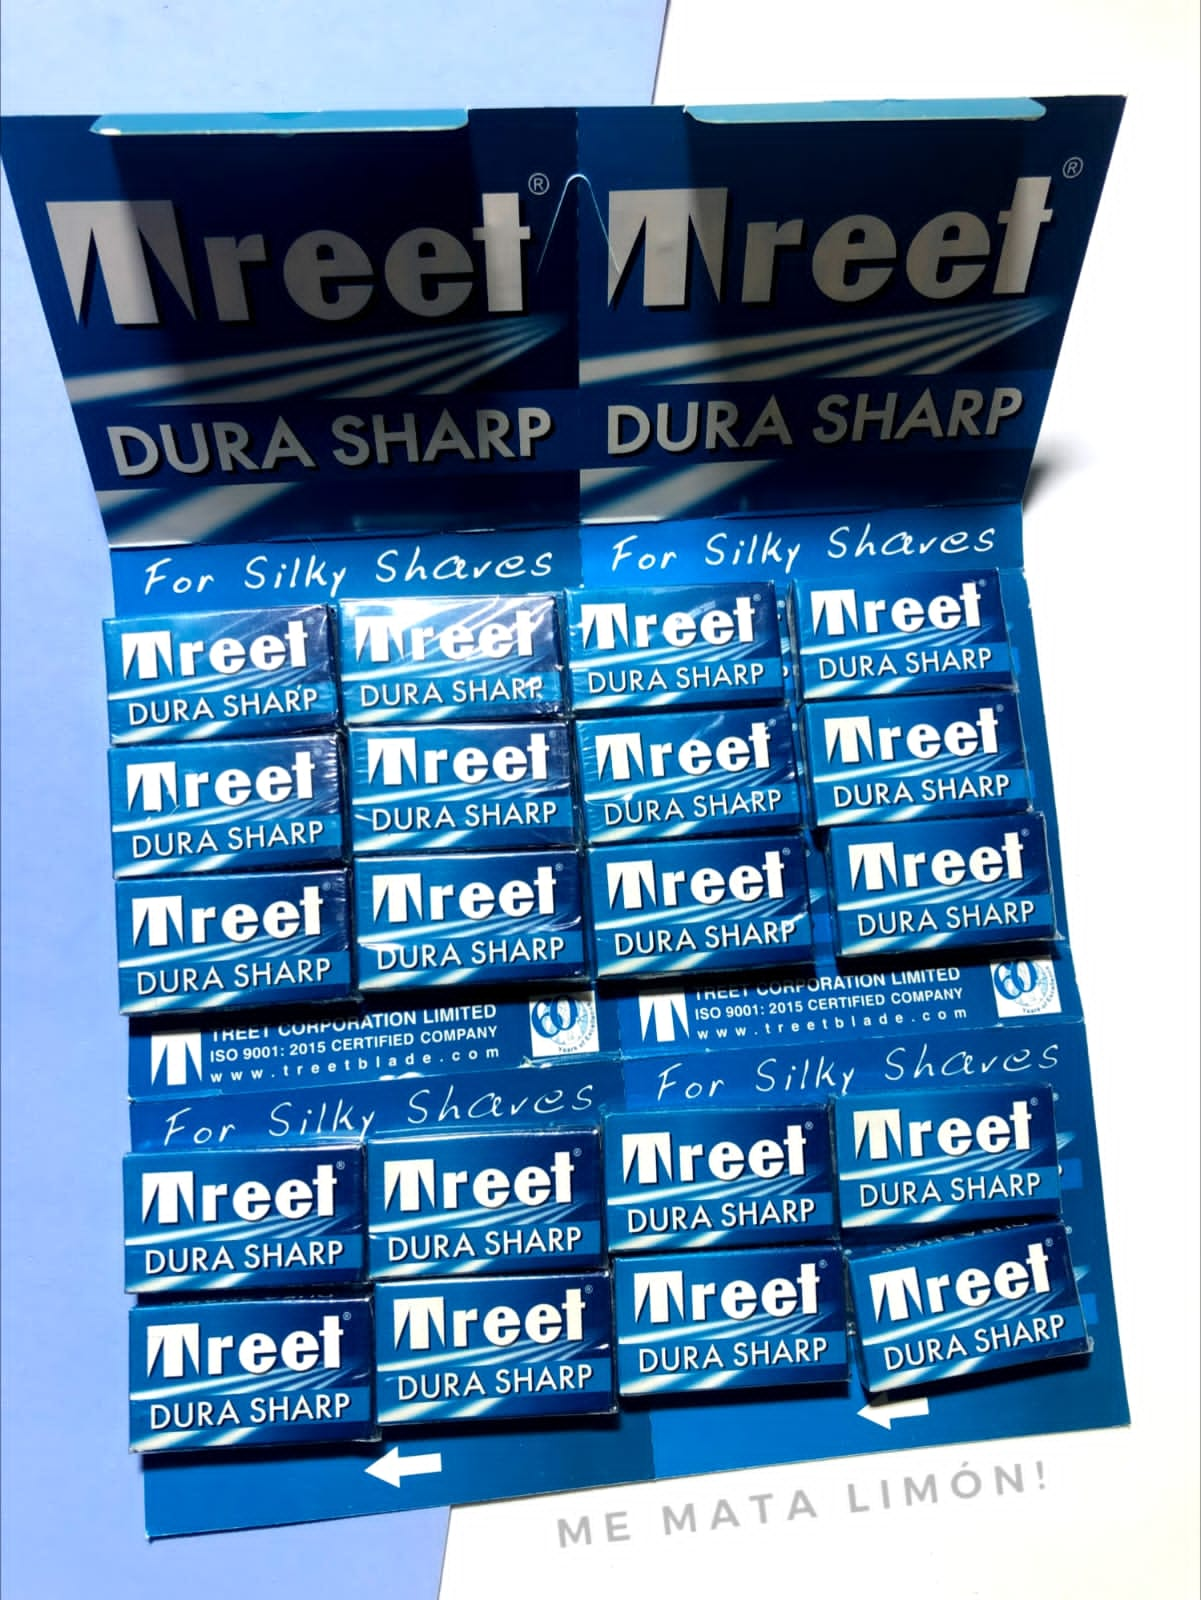 Treet® Treet®
DURA SHARP DURA SHARP
For Silky Shaves For Silky Shaves
Treet® Treet® Treet® Treet®
DURA SHARP DURA SHARP DURA SHARP DURA SHARP
Treet® Treet® Treet® Treet®
DURA SHARP DURA SHARP DURA SHARP DURA SHARP
Treet® Treet® Treet® Treet®
DURA SHARP DURA SHARP DURA SHARP DURA SHARP
TREET CORPORATION LIMITED TREET CORPORATION LIMITED
ISO 9001: 2015 CERTIFIED COMPANY ISO 9001: 2015 CERTIFIED COMPANY
www.treetblade.com www.treetblade.com
60 60
Years of Excellence
For Silky Shaves For Silky Shaves
Treet® Treet® Treet® Treet®
DURA SHARP DURA SHARP DURA SHARP DURA SHARP
Treet® Treet® Treet® Treet®
DURA SHARP DURA SHARP DURA SHARP DURA SHARP
ME MATA LIMÓN!